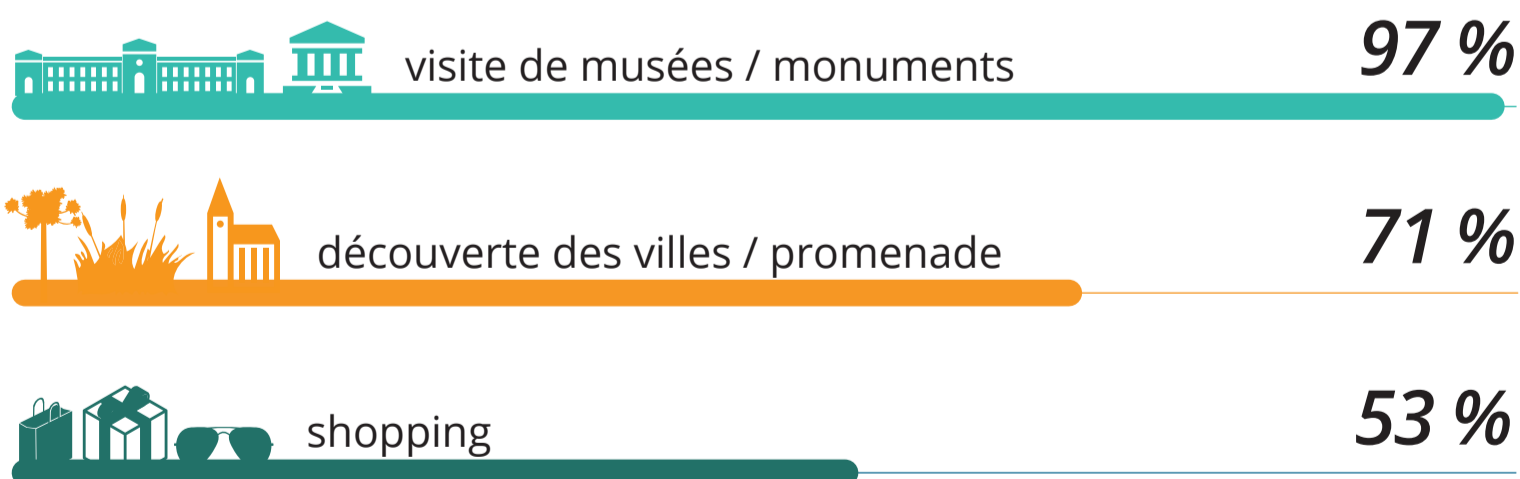 visite de musées / monuments 97 %
découverte des villes / promenade 71 %
shopping 53 %